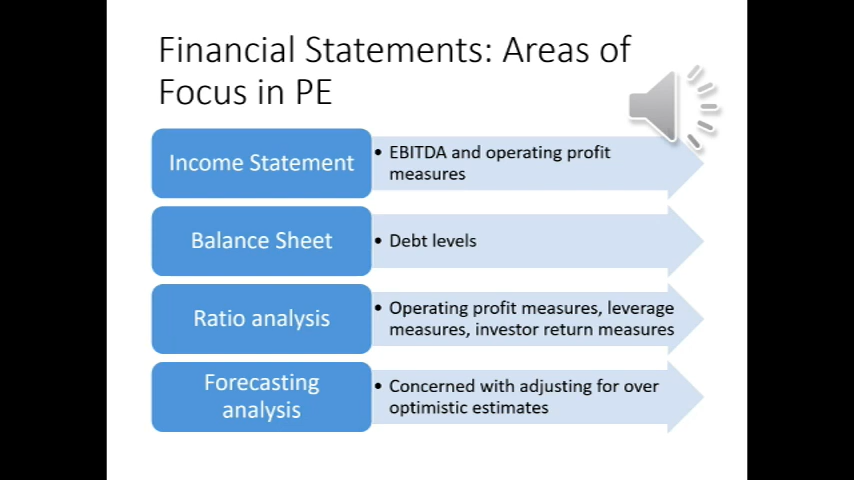 Financial Statements: Areas of
Focus in PE
Income Statement
• EBITDA and operating profit
measures
Balance Sheet
• Debt levels
Ratio analysis
• Operating profit measures, leverage
measures, investor return measures
Forecasting
analysis
• Concerned with adjusting for over
optimistic estimates